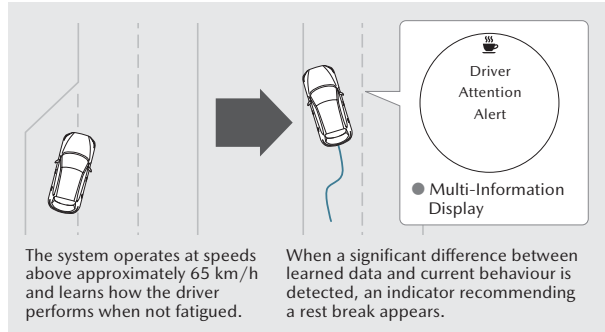 Driver
Attention
Alert
Multi-Information
Display
The system operates at speeds
above approximately 65 km/h
and learns how the driver
performs when not fatigued.
When a significant difference between
learned data and current behaviour is
detected, an indicator recommending
a rest break appears.